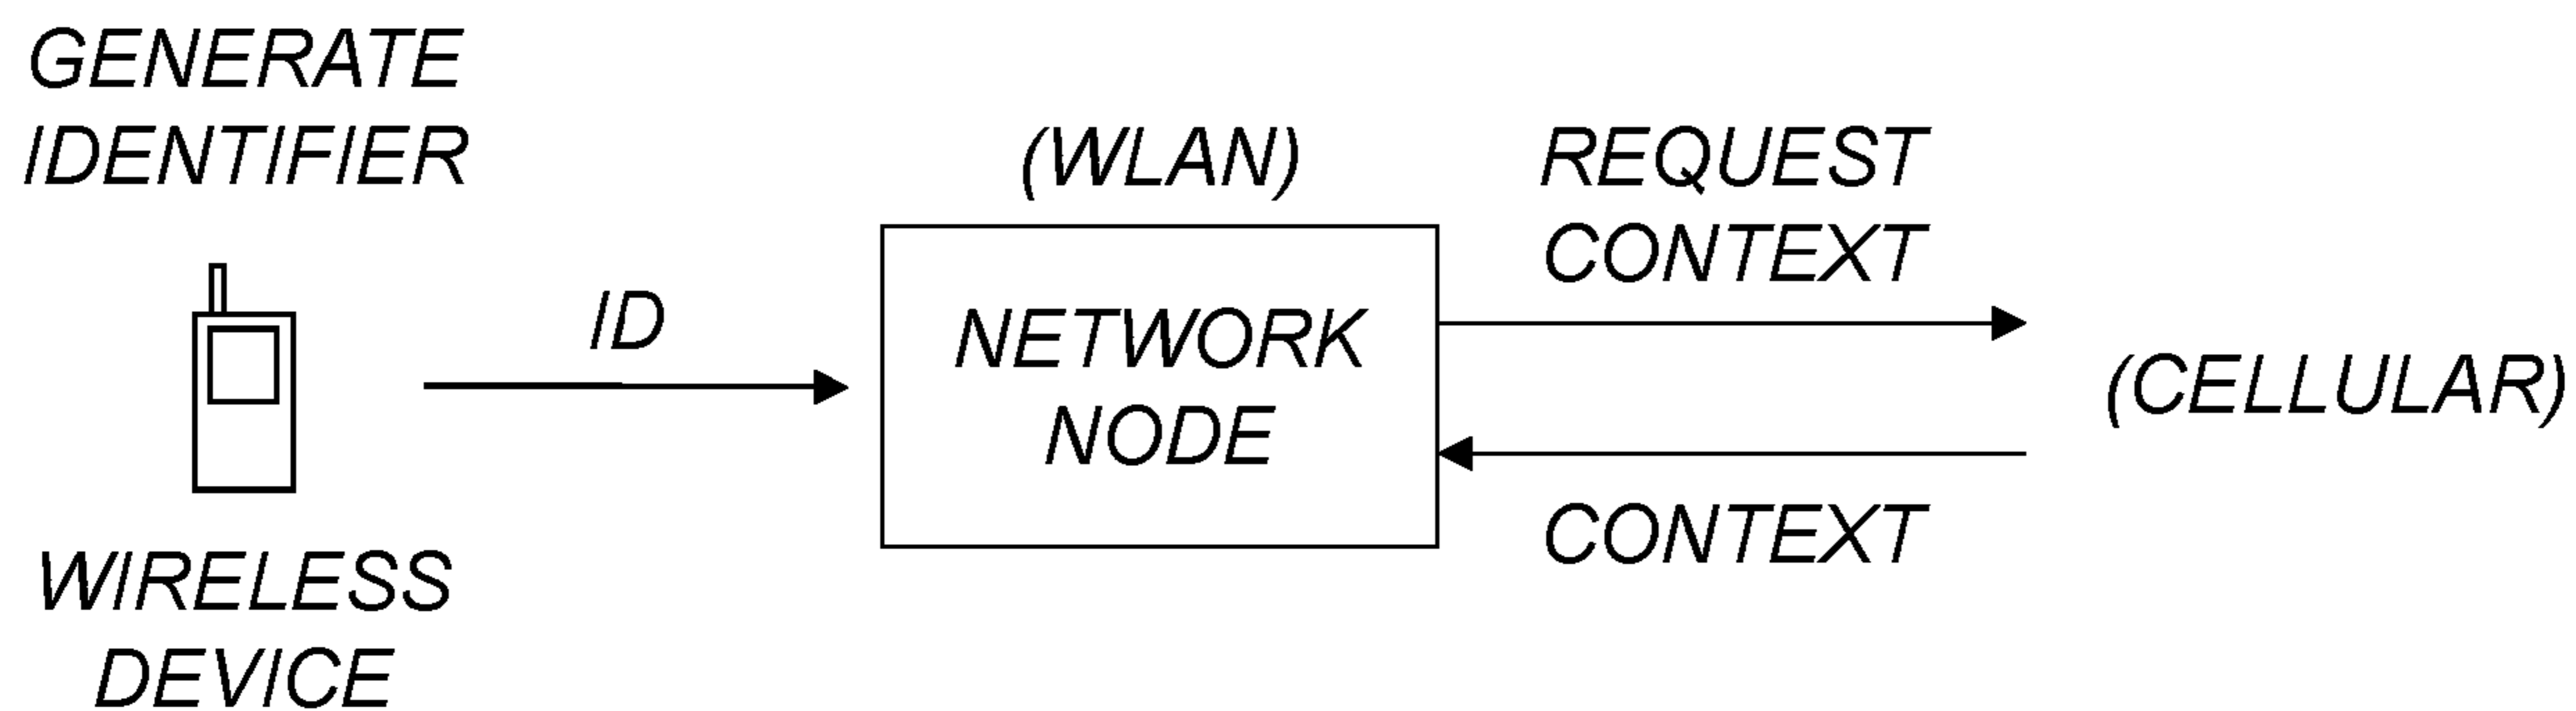 GENERATE
IDENTIFIER
WIRELESS
DEVICE
ID
(WLAN)
NETWORK
NODE
REQUEST
CONTEXT
CONTEXT
(CELLULAR)